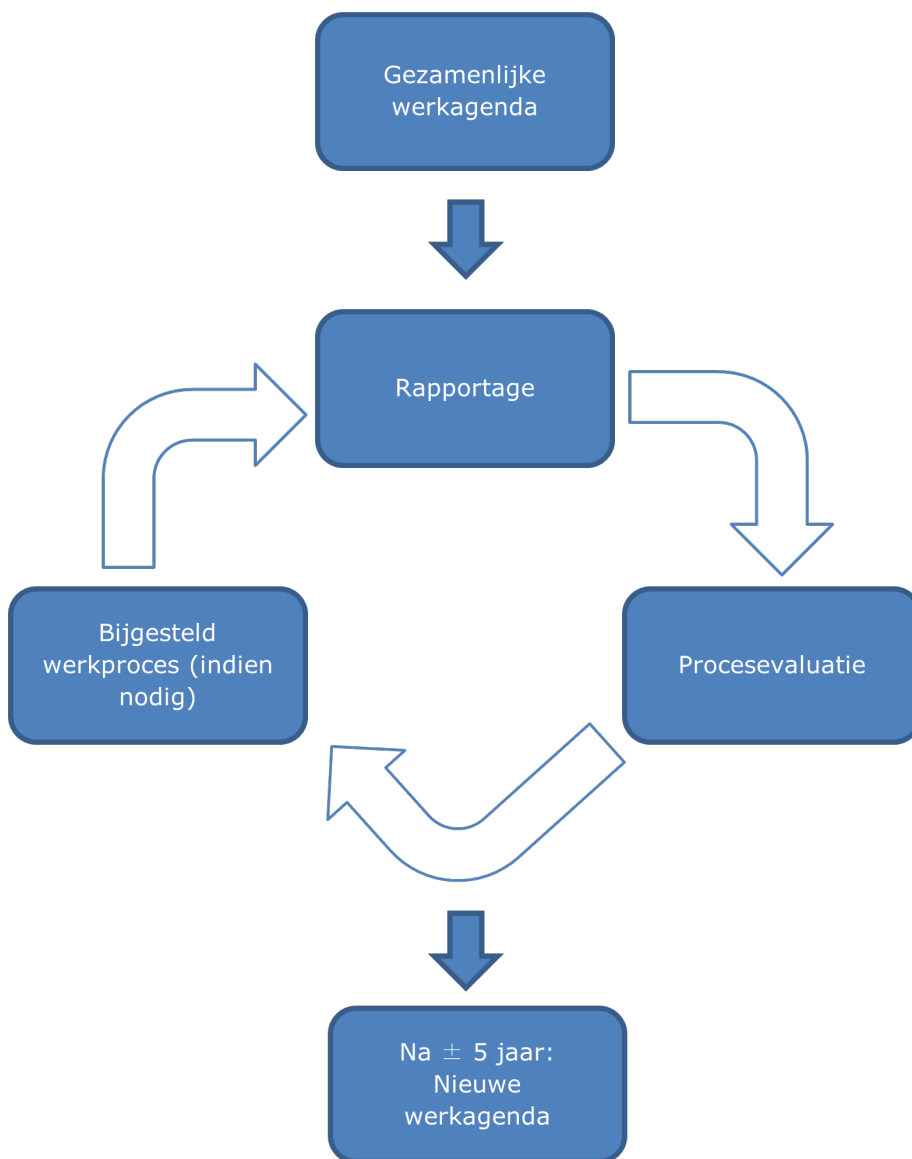 Gezamenlijke
werkagenda
Rapportage
Bijgesteld
werkproces (indien
nodig)
Procesevaluatie
Na ± 5 jaar:
Nieuwe
werkagenda